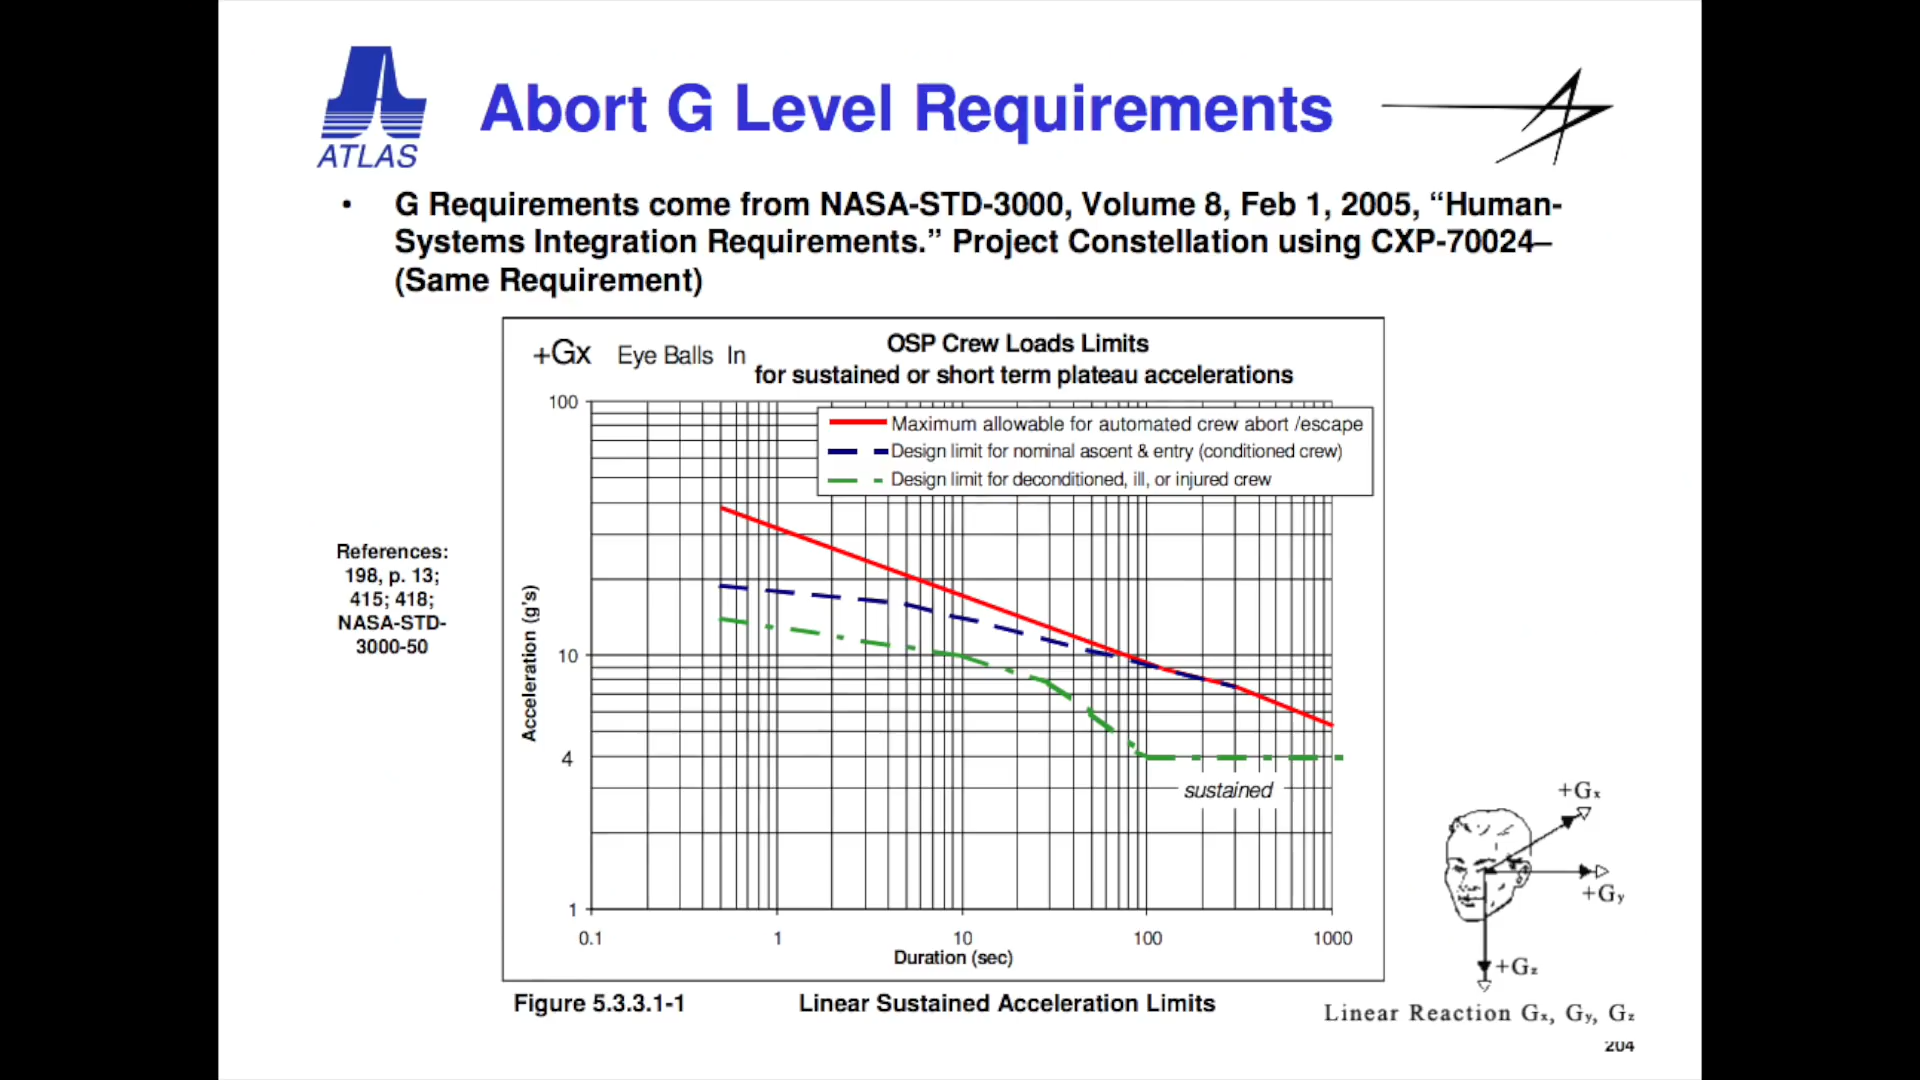 ATLAS
Abort G Level Requirements
• G Requirements come from NASA-STD-3000, Volume 8, Feb 1, 2005, “Human-
Systems Integration Requirements.” Project Constellation using CXP-70024–
(Same Requirement)
References:
198, p. 13;
415; 418;
NASA-STD-
3000-50
+Gx Eye Balls In
OSP Crew Loads Limits
for sustained or short term plateau accelerations
Maximum allowable for automated crew abort /escape
Design limit for nominal ascent & entry (conditioned crew)
Design limit for deconditioned, ill, or injured crew
Acceleration (g's)
100
10
4
1
sustained
0.1 1 10 100 1000
Duration (sec)
Figure 5.3.3.1-1 Linear Sustained Acceleration Limits
+Gx
+Gy
+Gz
Linear Reaction Gx, Gy, Gz
204